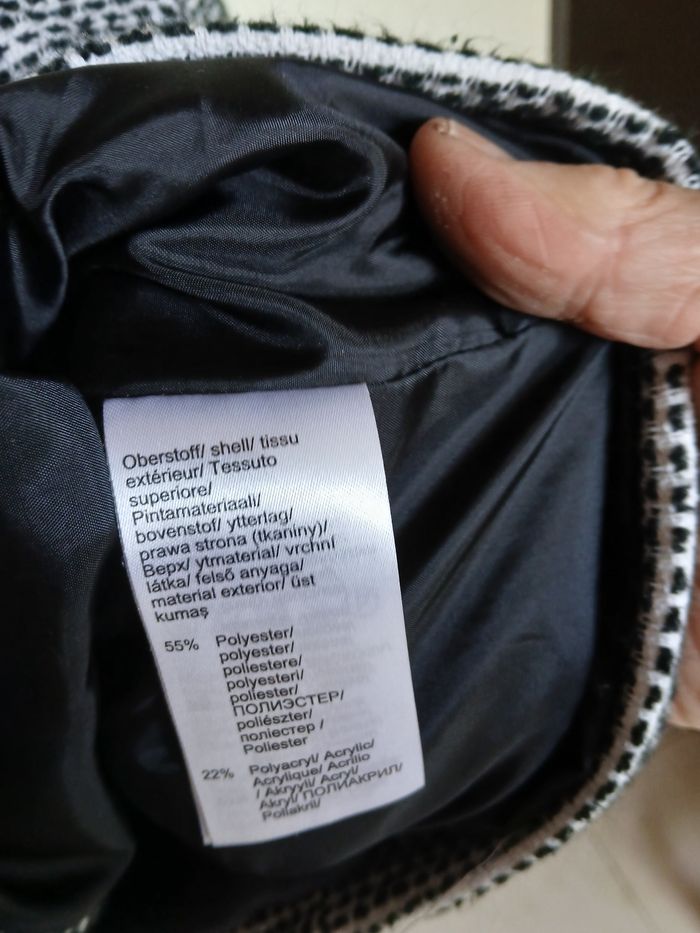 Oberstoff/ shell/ tissu
extérieur/ Tessuto
superiore/
Pintamateriaali/
bovenstof/ ytterlag/
prawa strona (tkaniny)/
Верх/ ytmaterial/ vrchní
látka/ felső anyaga/
material exterior/ üst
kumaş
55% Polyester/
polyester/
poliestere/
polyesteri/
poliester/
ПОЛИЭСТЕР/
poliészter/
поліестер /
Poliester
22% Polyacryl/ Acrylic/
Acrylique/ Acrilio
/ Akryyli/ Acryl/
Akryl/ ПОЛИАКРИЛ/
Poliakril/